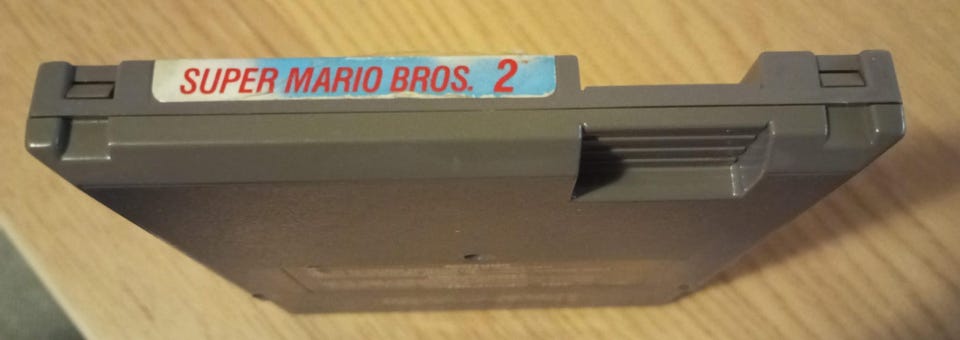 SUPER MARIO BROS. 2